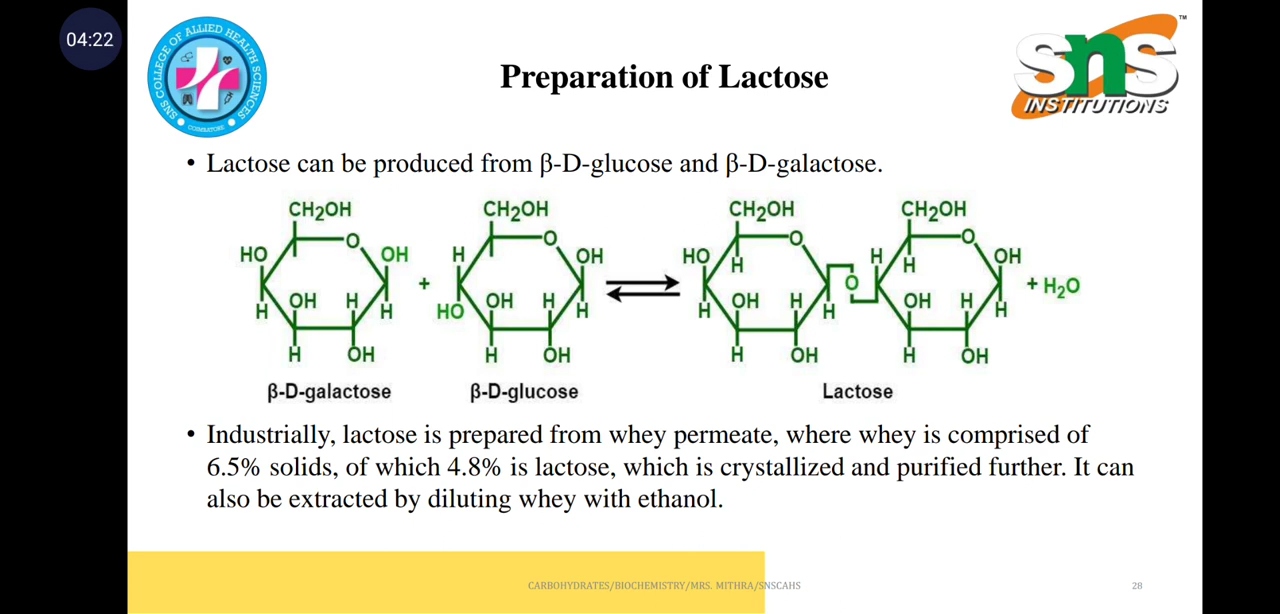 04:22
SNS COLLEGE OF ALLIED HEALTH SCIENCES
COIMBATORE
Preparation of Lactose
SNS
INSTITUTIONS
TM
• Lactose can be produced from β-D-glucose and β-D-galactose.
CH₂OH CH₂OH CH₂OH CH₂OH
O O O O
HO OH H OH HO H H H OH
+ O + H₂O
OH H OH H OH H OH H
H H HO H H H H
H OH H OH H OH H OH
β-D-galactose β-D-glucose Lactose
• Industrially, lactose is prepared from whey permeate, where whey is comprised of
6.5% solids, of which 4.8% is lactose, which is crystallized and purified further. It can
also be extracted by diluting whey with ethanol.
CARBOHYDRATES/BIOCHEMISTRY/MRS. MITHRA/SNSCAHS 28